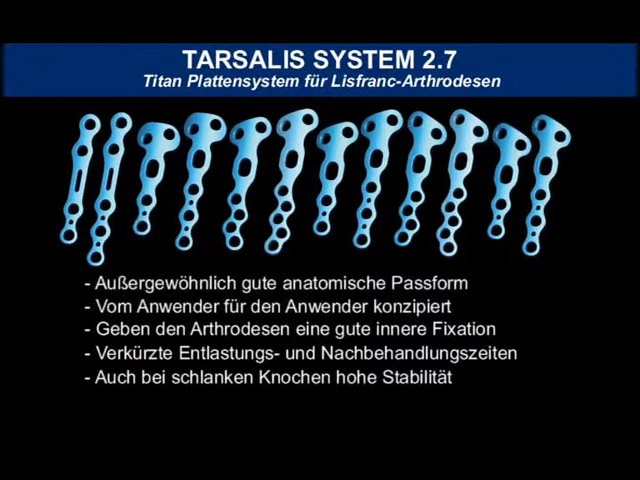 TARSALIS SYSTEM 2.7
Titan Plattensystem für Lisfranc-Arthrodesen
- Außergewöhnlich gute anatomische Passform
- Vom Anwender für den Anwender konzipiert
- Geben den Arthrodesen eine gute innere Fixation
- Verkürzte Entlastungs- und Nachbehandlungszeiten
- Auch bei schlanken Knochen hohe Stabilität